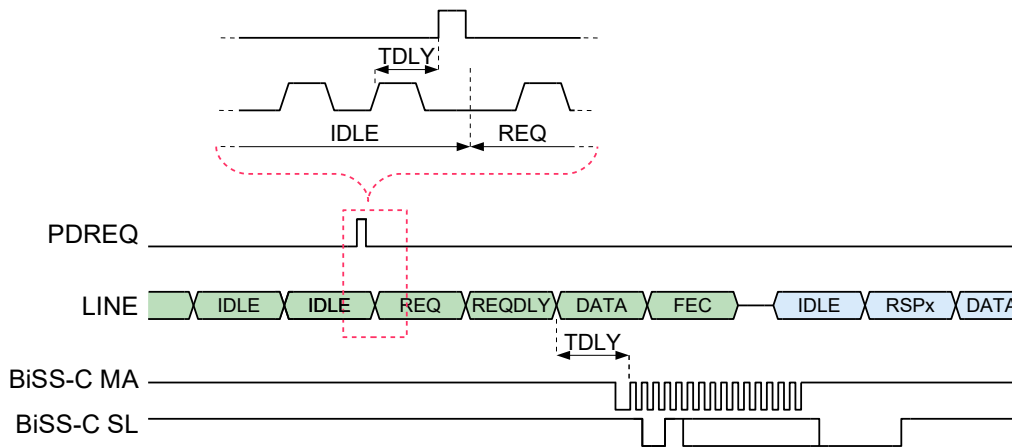 TDLY
IDLE REQ
PDREQ
LINE IDLE IDLE REQ REQDLY DATA FEC IDLE RSPx DATA
TDLY
BiSS-C MA
BiSS-C SL